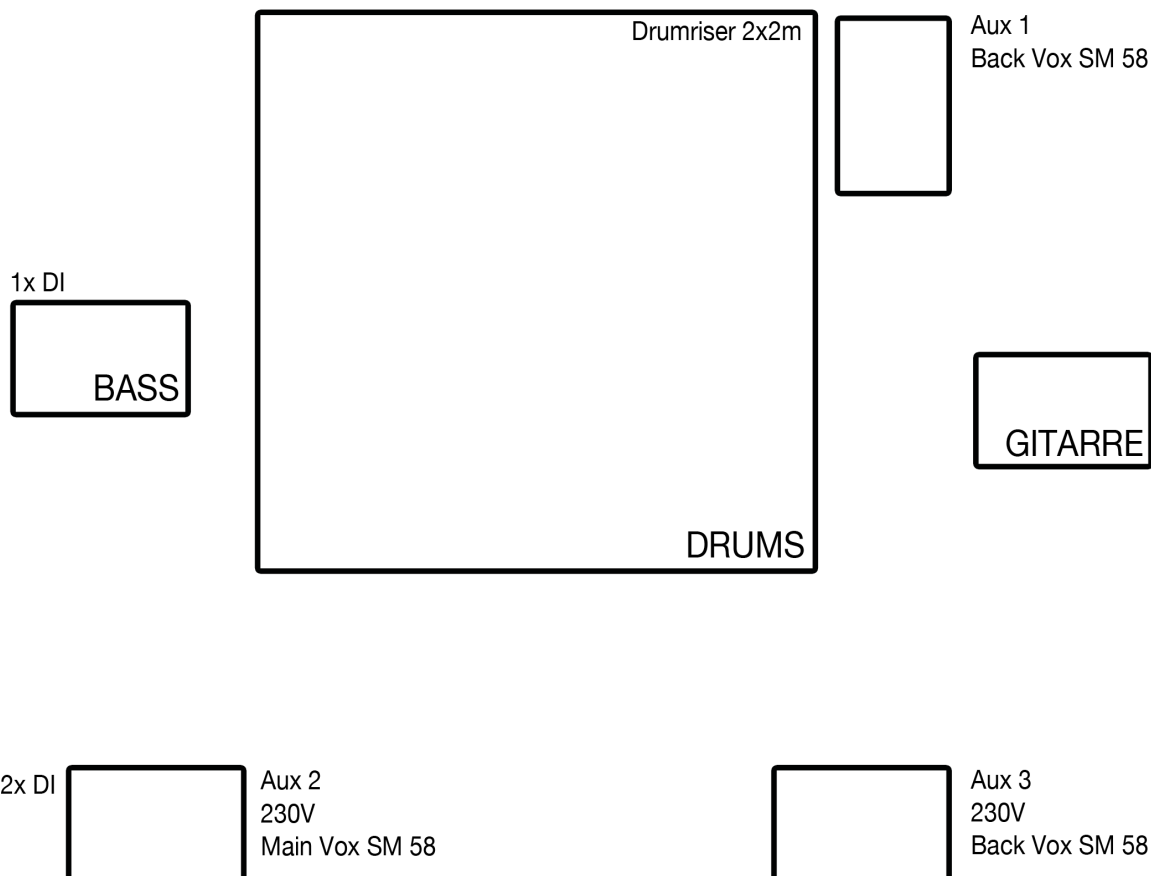 Drumriser 2x2m
Aux 1
Back Vox SM 58
1x DI
BASS
GITARRE
DRUMS
2x DI
Aux 2
230V
Main Vox SM 58
Aux 3
230V
Back Vox SM 58